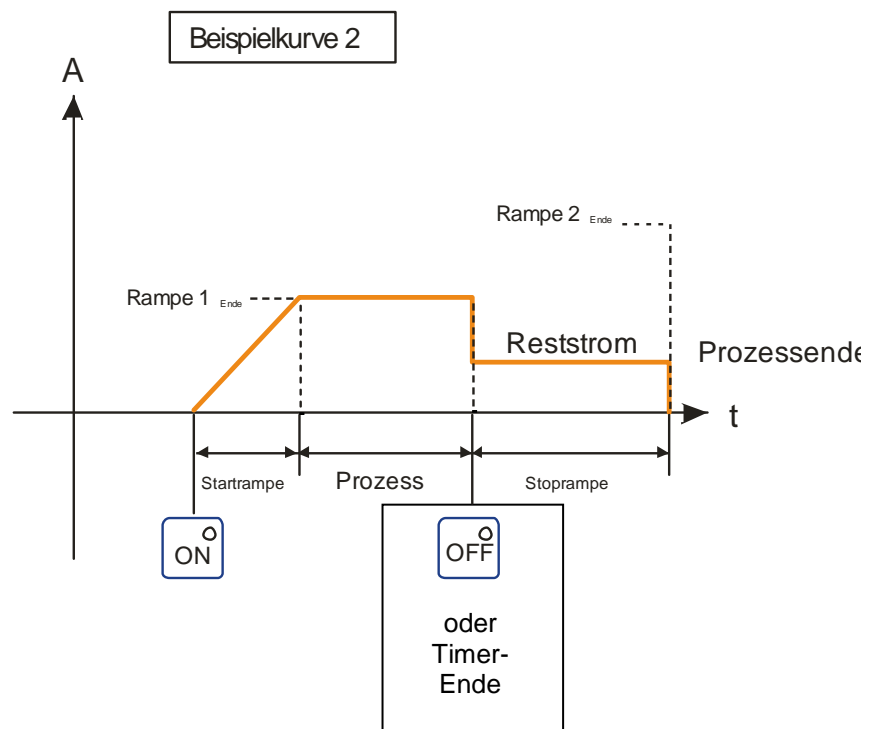 Beispielkurve 2
A
Rampe 2 Ende
Rampe 1 Ende
Reststrom
Prozessende
t
Startrampe
Prozess
Stoprampe
ON
OFF
oder
Timer-
Ende